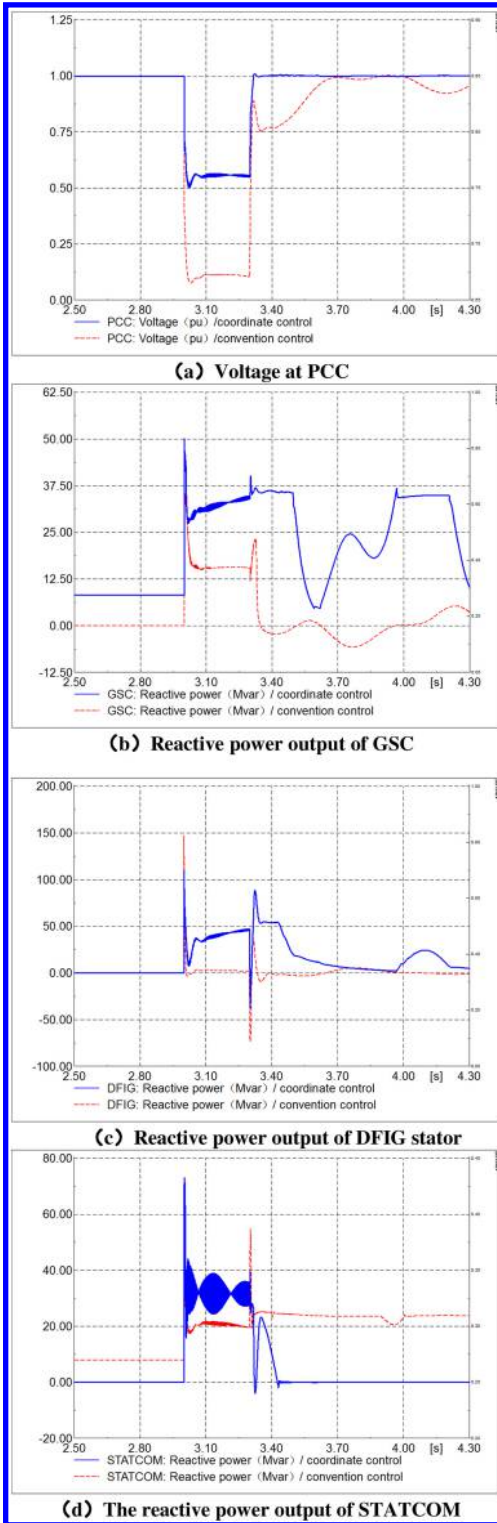 1.25
1.00
0.75
0.50
0.25
0.00
2.50 2.80 3.10 3.40 3.70 4.00 [s] 4.30
PCC: Voltage（pu）/coordinate control
PCC: Voltage（pu）/convention control
(a) Voltage at PCC
62.50
50.00
37.50
25.00
12.50
0.00
-12.50
2.50 2.80 3.10 3.40 3.70 4.00 [s] 4.30
GSC: Reactive power（Mvar）/ coordinate control
GSC: Reactive power（Mvar）/ convention control
(b) Reactive power output of GSC
200.00
150.00
100.00
50.00
0.00
-50.00
-100.00
2.50 2.80 3.10 3.40 3.70 4.00 [s] 4.30
DFIG: Reactive power（Mvar）/ coordinate control
DFIG: Reactive power（Mvar）/ convention control
(c) Reactive power output of DFIG stator
80.00
60.00
40.00
20.00
0.00
-20.00
2.50 2.80 3.10 3.40 3.70 4.00 [s] 4.30
STATCOM: Reactive power（Mvar）/ coordinate control
STATCOM: Reactive power（Mvar）/ convention control
(d) The reactive power output of STATCOM